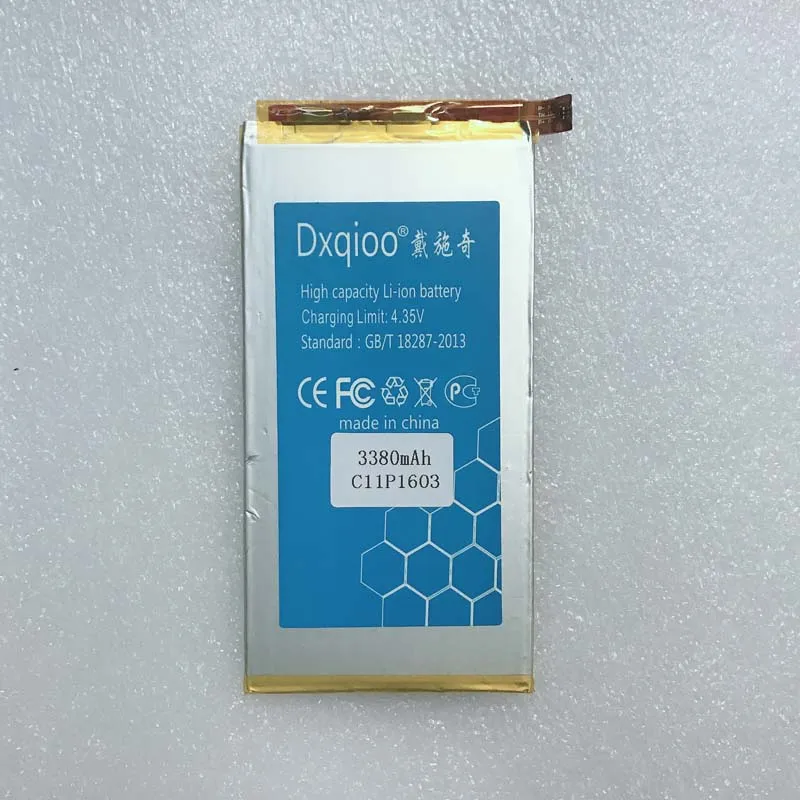 Dxqioo® 戴施奇
High capacity Li-ion battery
Charging Limit: 4.35V
Standard : GB/T 18287-2013
CE FC PC
made in china
3380mAh
C11P1603